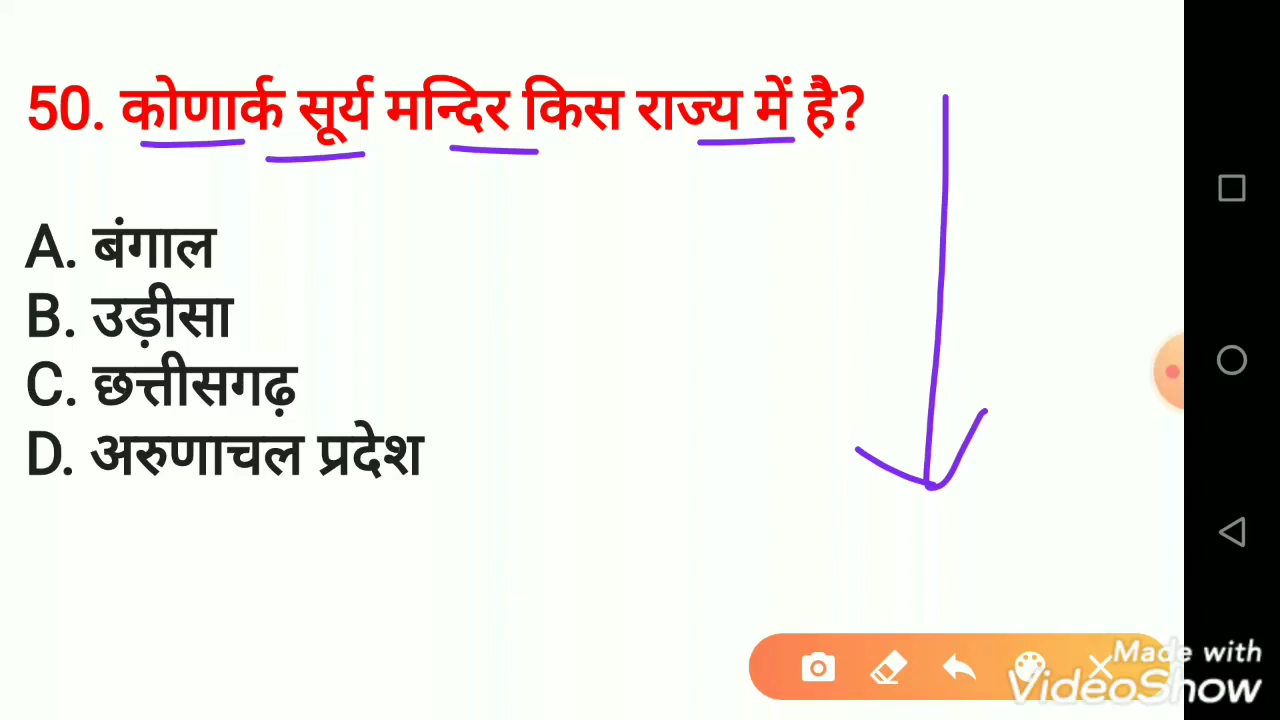 50. कोणार्क सूर्य मन्दिर किस राज्य में है?
A. बंगाल
B. उड़ीसा
C. छत्तीसगढ़
D. अरुणाचल प्रदेश
Made with
VideoShow